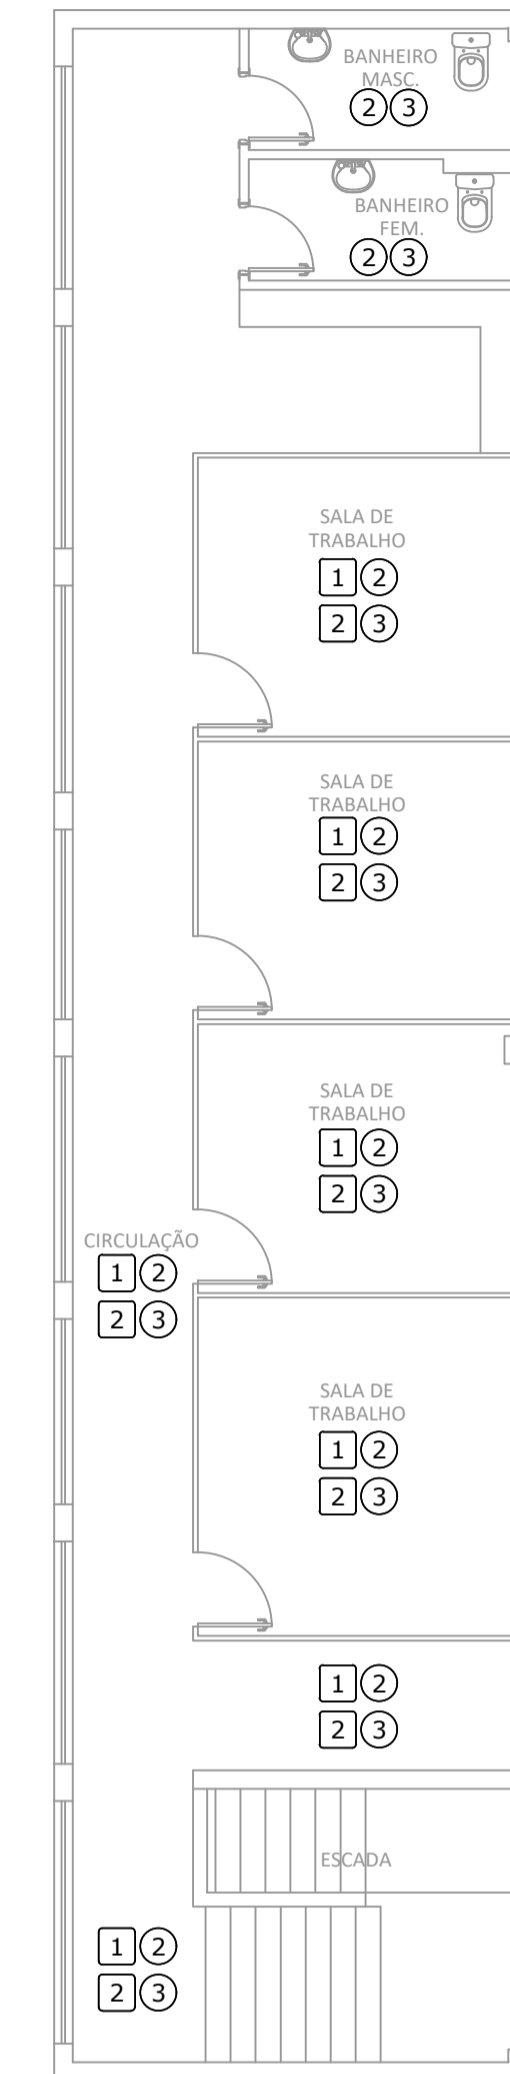 BANHEIRO
MASC.
2 3
BANHEIRO
FEM.
2 3
SALA DE
TRABALHO
1 2
2 3
SALA DE
TRABALHO
1 2
2 3
SALA DE
TRABALHO
1 2
2 3
CIRCULAÇÃO
1 2
2 3
SALA DE
TRABALHO
1 2
2 3
1 2
2 3
ESCADA
1 2
2 3